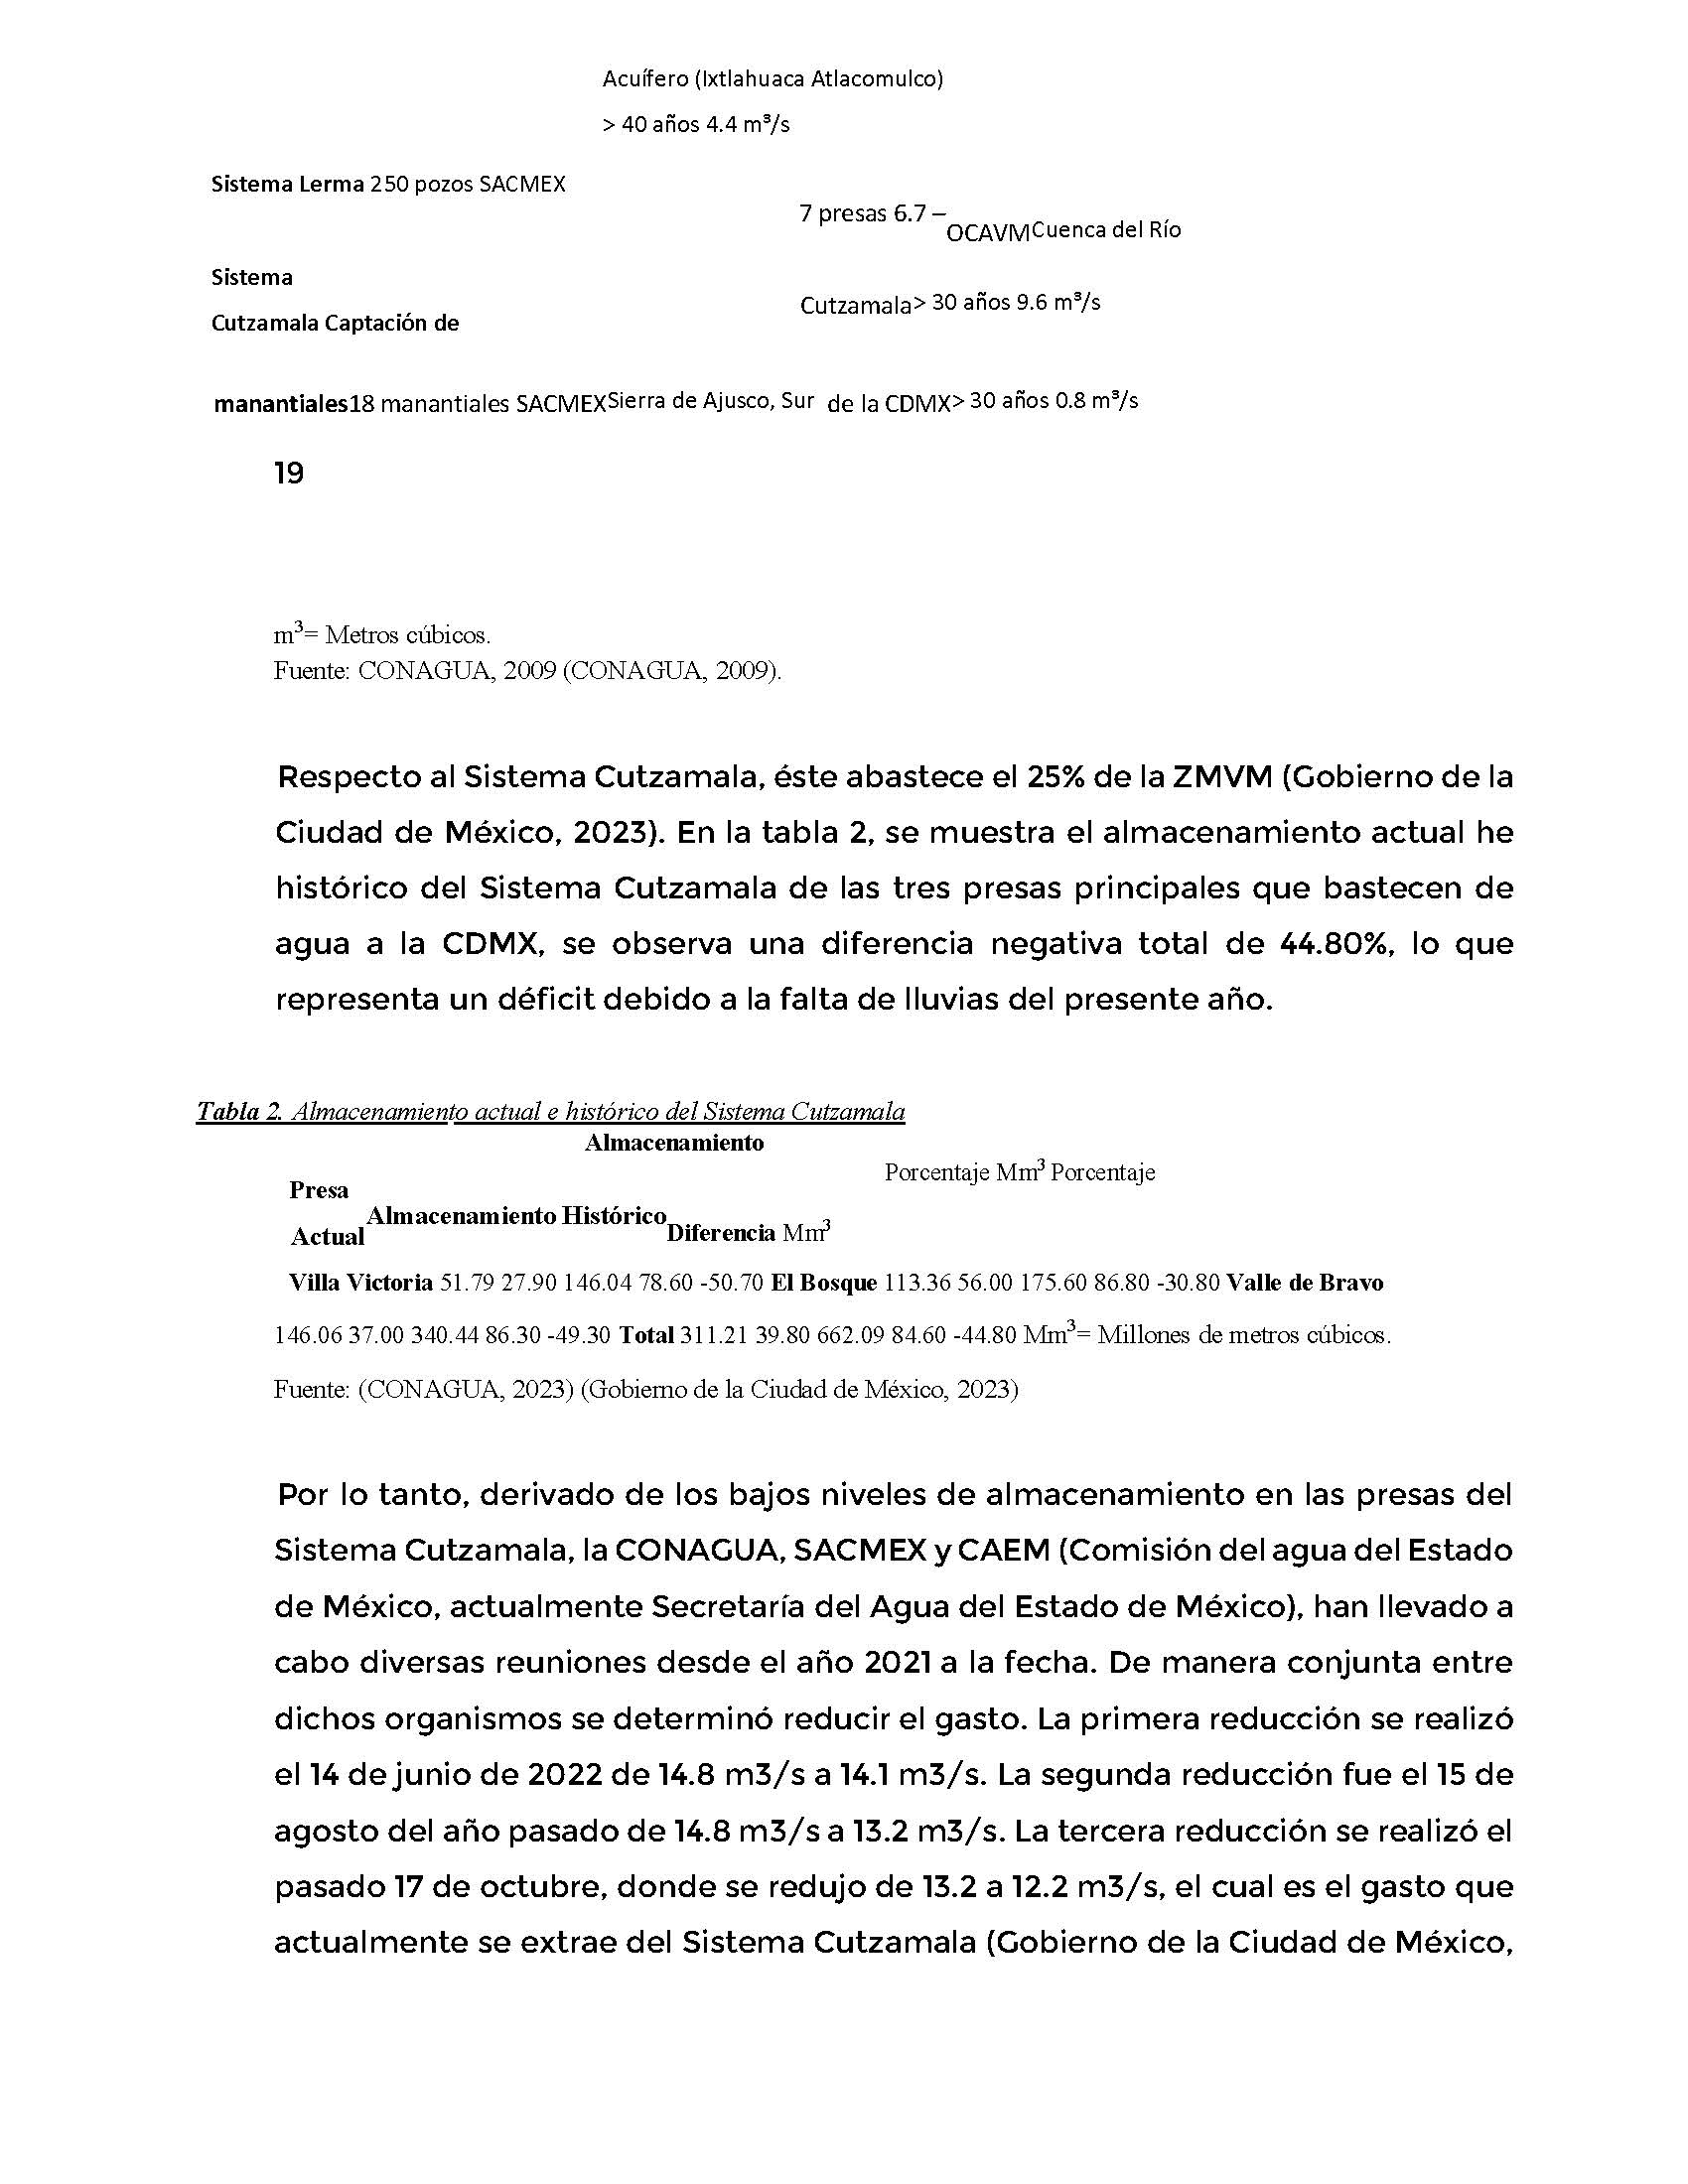 Acuífero (Ixtlahuaca Atlacomulco)
> 40 años 4.4 m³/s
Sistema Lerma 250 pozos SACMEX
7 presas 6.7 – OCAVMCuenca del Río
Sistema
Cutzamala> 30 años 9.6 m³/s
Cutzamala Captación de
manantiales18 manantiales SACMEXSierra de Ajusco, Sur de la CDMX> 30 años 0.8 m³/s
19
m³= Metros cúbicos.
Fuente: CONAGUA, 2009 (CONAGUA, 2009).
Respecto al Sistema Cutzamala, éste abastece el 25% de la ZMVM (Gobierno de la
Ciudad de México, 2023). En la tabla 2, se muestra el almacenamiento actual he
histórico del Sistema Cutzamala de las tres presas principales que bastecen de
agua a la CDMX, se observa una diferencia negativa total de 44.80%, lo que
representa un déficit debido a la falta de lluvias del presente año.
Tabla 2. Almacenamiento actual e histórico del Sistema Cutzamala
Almacenamiento
Porcentaje Mm³ Porcentaje
Presa
Actual Almacenamiento Histórico Diferencia Mm³
Villa Victoria 51.79 27.90 146.04 78.60 -50.70 El Bosque 113.36 56.00 175.60 86.80 -30.80 Valle de Bravo
146.06 37.00 340.44 86.30 -49.30 Total 311.21 39.80 662.09 84.60 -44.80 Mm³= Millones de metros cúbicos.
Fuente: (CONAGUA, 2023) (Gobierno de la Ciudad de México, 2023)
Por lo tanto, derivado de los bajos niveles de almacenamiento en las presas del
Sistema Cutzamala, la CONAGUA, SACMEX y CAEM (Comisión del agua del Estado
de México, actualmente Secretaría del Agua del Estado de México), han llevado a
cabo diversas reuniones desde el año 2021 a la fecha. De manera conjunta entre
dichos organismos se determinó reducir el gasto. La primera reducción se realizó
el 14 de junio de 2022 de 14.8 m3/s a 14.1 m3/s. La segunda reducción fue el 15 de
agosto del año pasado de 14.8 m3/s a 13.2 m3/s. La tercera reducción se realizó el
pasado 17 de octubre, donde se redujo de 13.2 a 12.2 m3/s, el cual es el gasto que
actualmente se extrae del Sistema Cutzamala (Gobierno de la Ciudad de México,